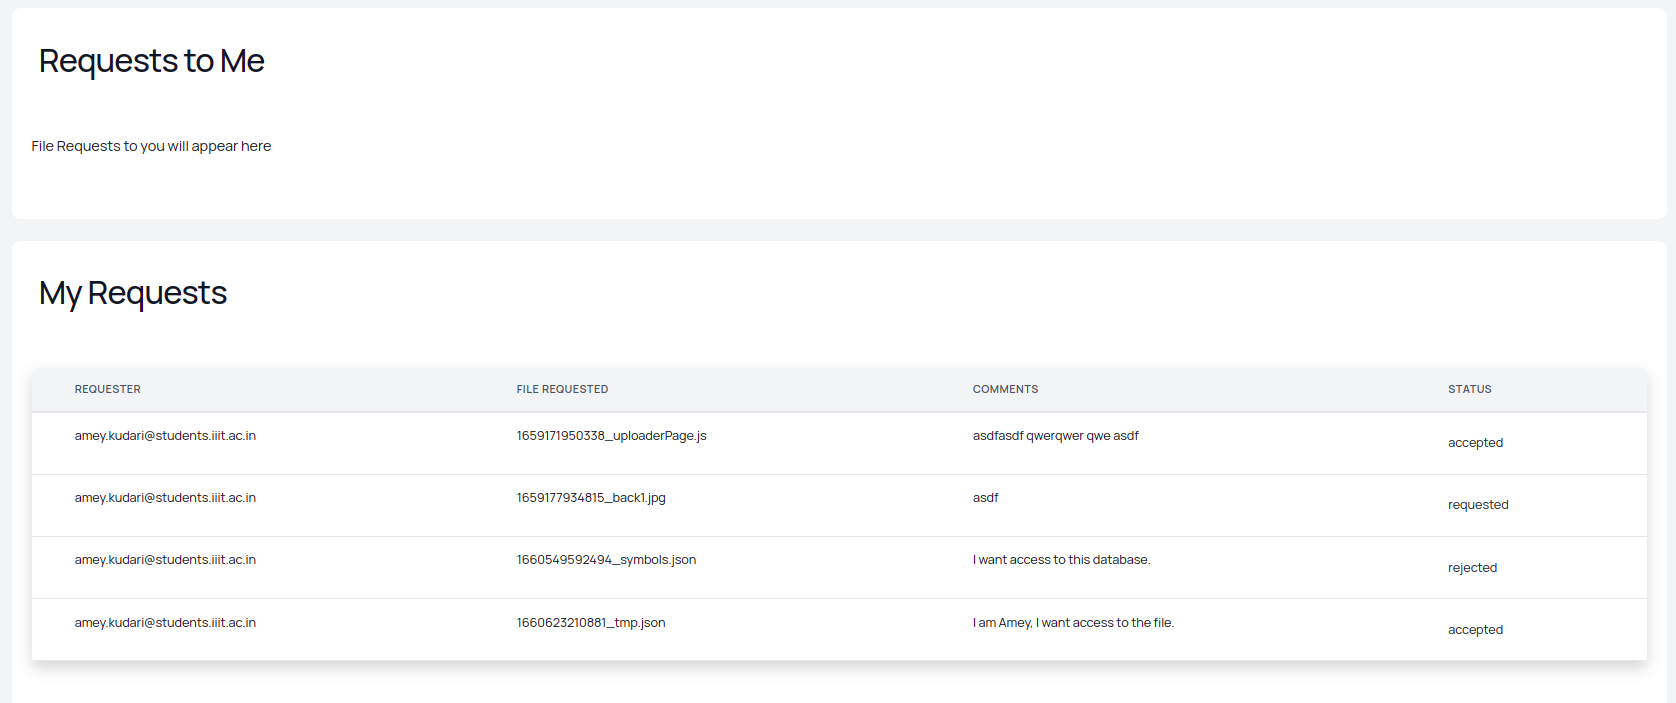 Requests to Me
File Requests to you will appear here
My Requests
REQUESTER FILE REQUESTED COMMENTS STATUS
amey.kudari@students.iiit.ac.in 1659171950338_uploaderPage.js asdfasdf qwerqwer qwe asdf accepted
amey.kudari@students.iiit.ac.in 1659177934815_back1.jpg asdf requested
amey.kudari@students.iiit.ac.in 1660549592494_symbols.json I want access to this database. rejected
amey.kudari@students.iiit.ac.in 1660623210881_tmp.json I am Amey, I want access to the file. accepted